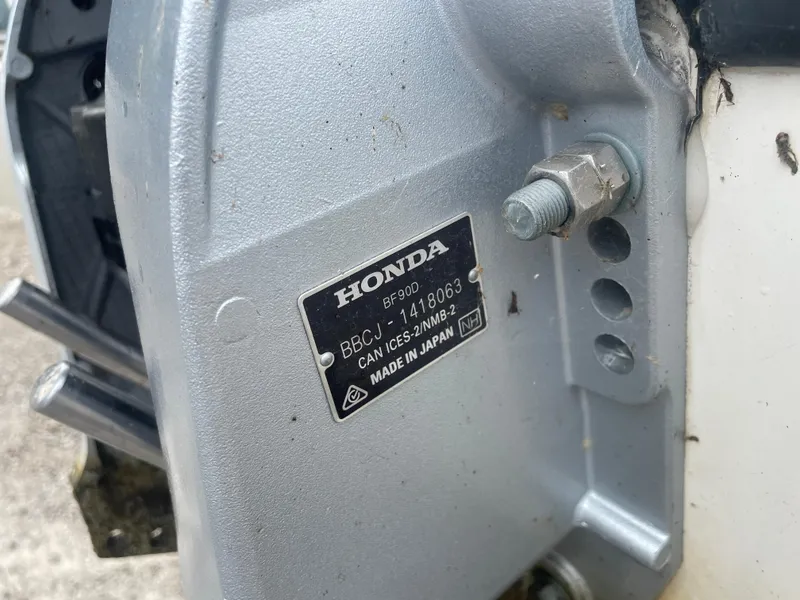 HONDA
BF90D
BBCJ - 1418063
CAN ICES-2/NMB-2
MADE IN JAPAN NH